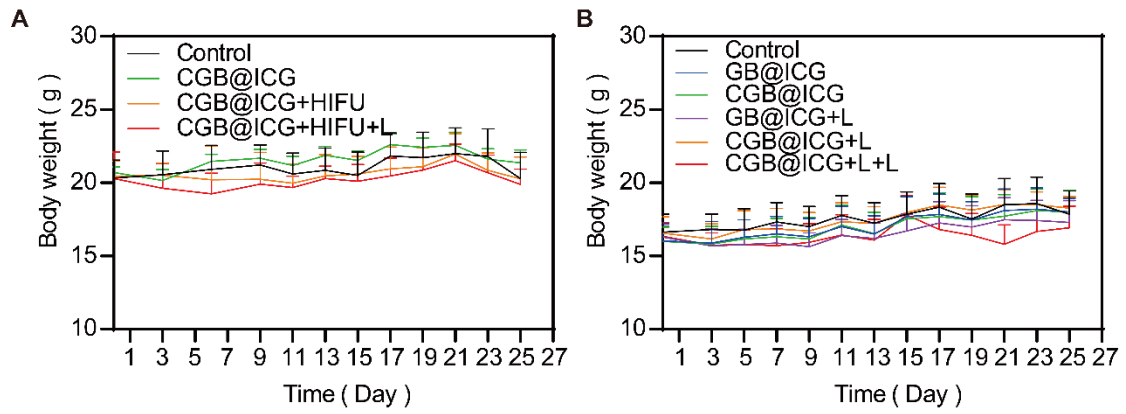 A
Body weight ( g )
30
25
20
15
10
Control
CGB@ICG
CGB@ICG+HIFU
CGB@ICG+HIFU+L
1 3 5 7 9 11 13 15 17 19 21 23 25 27
Time ( Day )
B
Body weight ( g )
30
20
10
Control
GB@ICG
CGB@ICG
GB@ICG+L
CGB@ICG+L
CGB@ICG+L+L
1 3 5 7 9 11 13 15 17 19 21 23 25 27
Time ( Day )